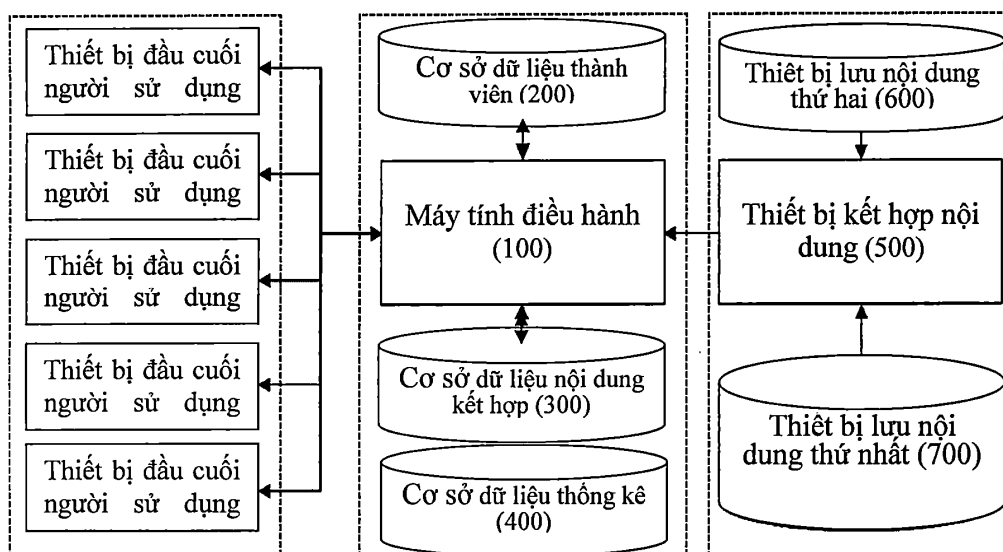 Thiết bị đầu cuối
người sử dụng
Thiết bị đầu cuối
người sử dụng
Thiết bị đầu cuối
người sử dụng
Thiết bị đầu cuối
người sử dụng
Thiết bị đầu cuối
người sử dụng
Cơ sở dữ liệu thành
viên (200)
Máy tính điều hành
(100)
Cơ sở dữ liệu nội dung
kết hợp (300)
Cơ sở dữ liệu thống kê
(400)
Thiêt bị lưu nội dung
thứ hai (600)
Thiết bị kết hợp nội
dung (500)
Thiêt bị lưu nội
dung thứ nhất (700)